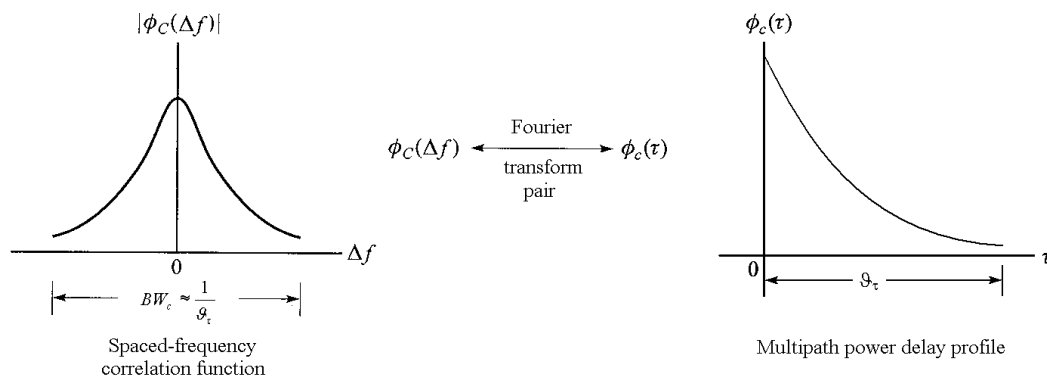 |ϕ_C(Δf)|
Δf
0
BW_c ≈ 1/ϑ_τ
Spaced-frequency
correlation function
ϕ_C(Δf)
Fourier
transform
pair
ϕ_c(τ)
ϕ_c(τ)
0
τ
ϑ_τ
Multipath power delay profile